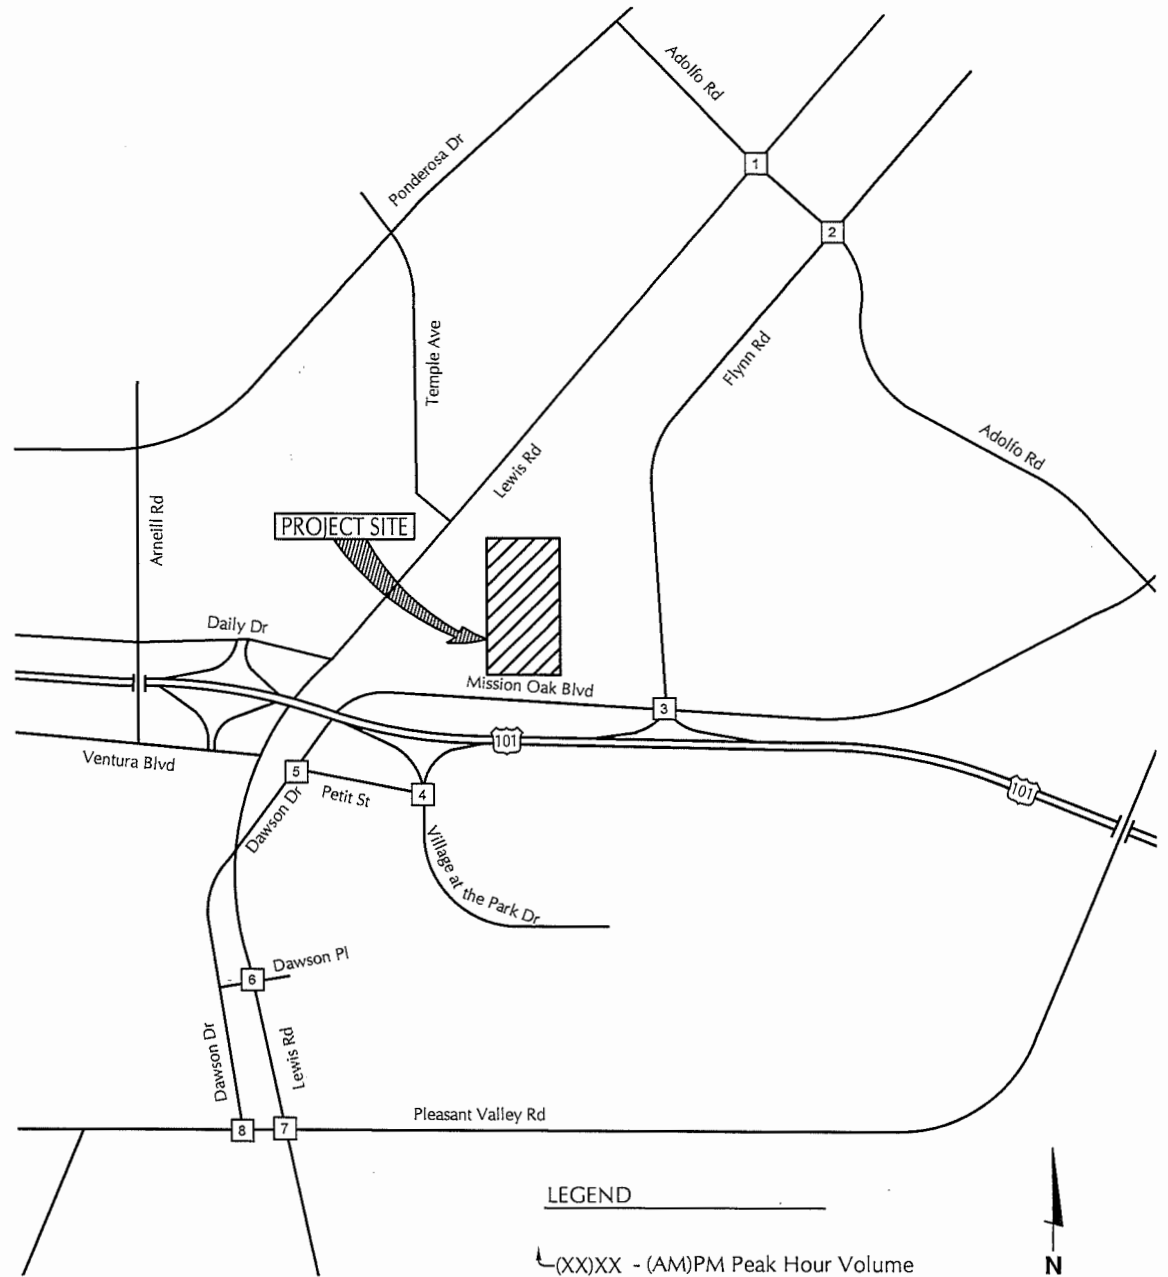 Adolfo Rd
1
Ponderosa Dr
2
Temple Ave
Flynn Rd
Adolfo Rd
Lewis Rd
Arneill Rd
PROJECT SITE
Daily Dr
Mission Oak Blvd
3
101
Ventura Blvd
5
Petit St
4
101
Dawson Dr
Village at the Park Dr
Dawson Pl
6
Dawson Dr
Lewis Rd
Pleasant Valley Rd
8
7
LEGEND
(XX)XX - (AM)PM Peak Hour Volume
N